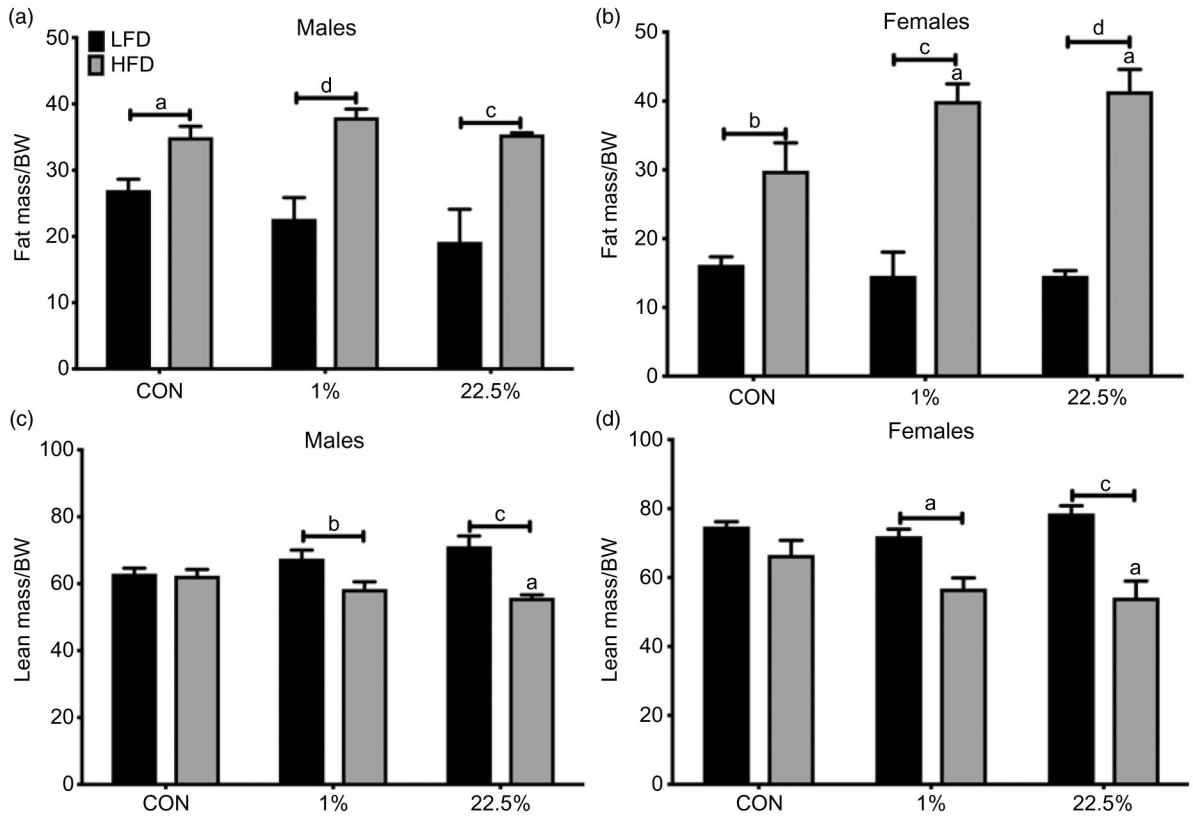 (a)
Males
LFD
HFD
Fat mass/BW
50
40
30
20
10
0
a
d
c
CON
1%
22.5%
(b)
Females
Fat mass/BW
50
40
30
20
10
0
b
c
a
d
a
CON
1%
22.5%
(c)
Males
Lean mass/BW
100
80
60
40
20
0
b
c
a
CON
1%
22.5%
(d)
Females
Lean mass/BW
100
80
60
40
20
0
a
c
a
CON
1%
22.5%